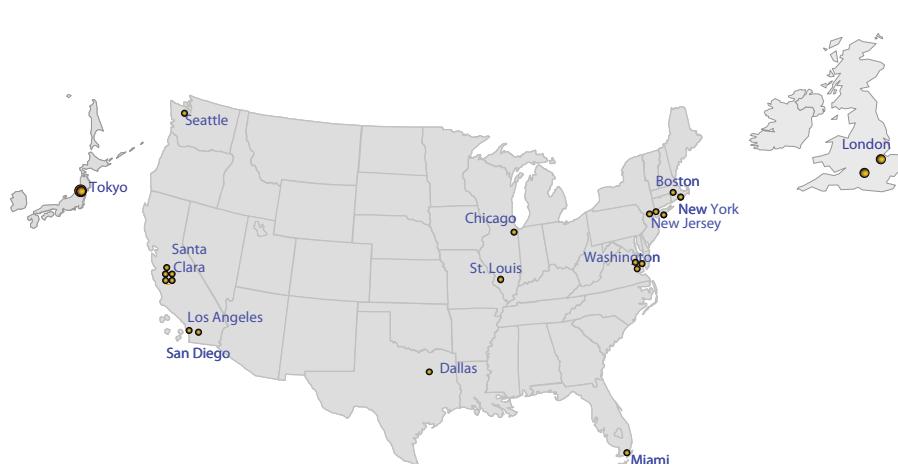 Seattle
London
Tokyo
Boston
New York
Chicago
New Jersey
Santa
Clara
Washington
St. Louis
Los Angeles
San Diego
Dallas
Miami